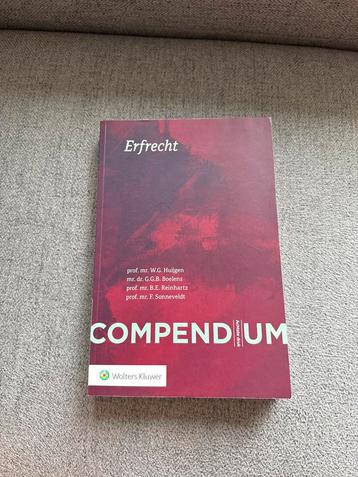 Erfrecht
prof. mr. W.G. Huijgen
mr. dr. G.G.B. Boelens
prof. mr. B.E. Reinhartz
prof. mr. F. Sonneveldt
COMPENDIUM
Wolters Kluwer